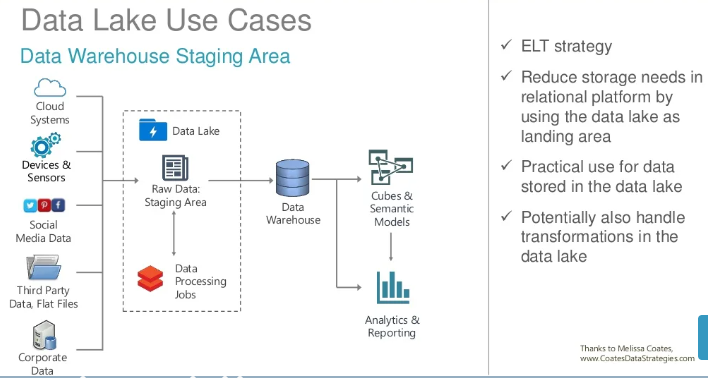 Data Lake Use Cases
Data Warehouse Staging Area
Cloud
Systems
Devices &
Sensors
Social
Media Data
Third Party
Data, Flat Files
Corporate
Data
Data Lake
Raw Data:
Staging Area
Data
Processing
Jobs
Data
Warehouse
Cubes &
Semantic
Models
Analytics &
Reporting
✓ ELT strategy
✓ Reduce storage needs in
relational platform by
using the data lake as
landing area
✓ Practical use for data
stored in the data lake
✓ Potentially also handle
transformations in the
data lake
Thanks to Melissa Coates,
www.CoatesDataStrategies.com